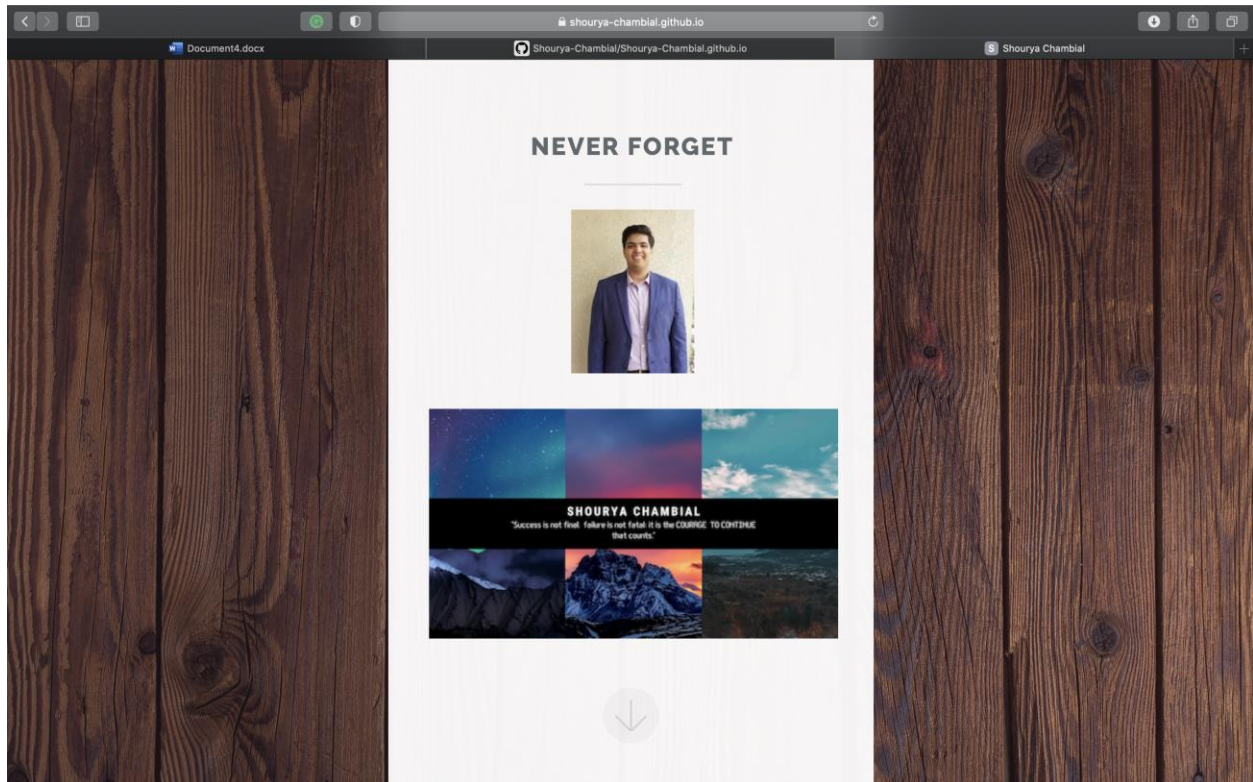 shourya-chambial.github.io
Document4.docx
Shourya-Chambial/Shourya-Chambial.github.io
S Shourya Chambial
NEVER FORGET
SHOURYA CHAMBIAL
"Success is not final. failure is not fatal: it is the COURAGE TO CONTINUE
that counts."